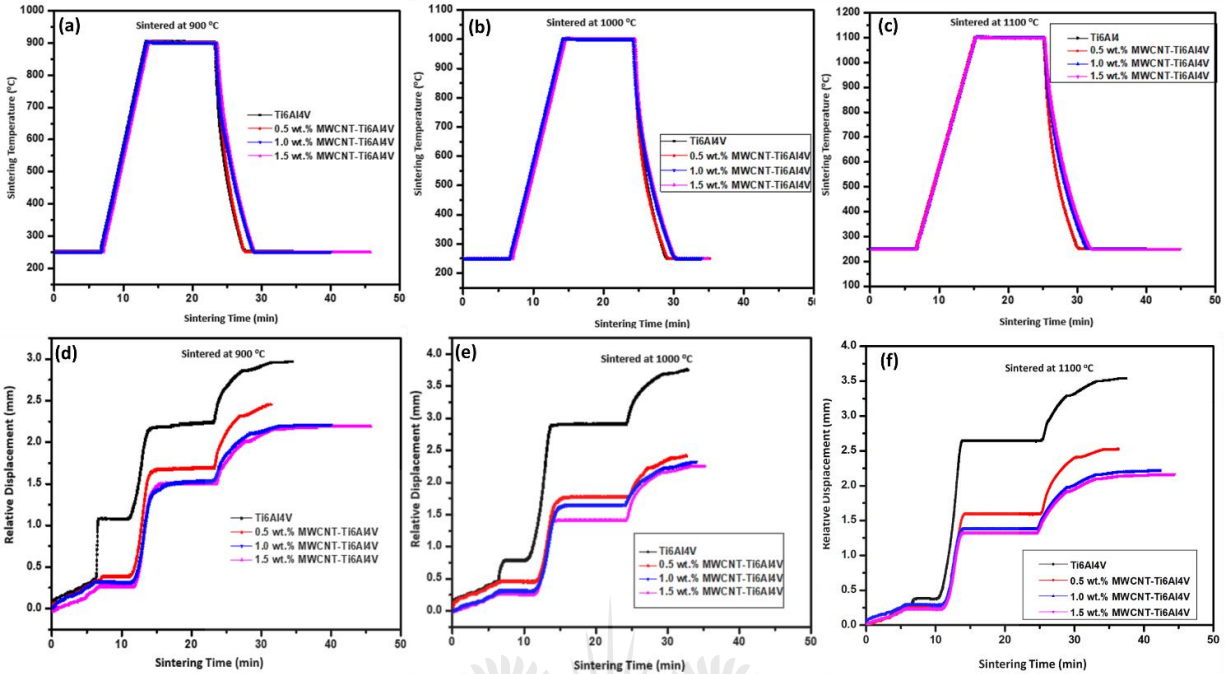 (a)
Sintered at 900 °C
Sintering Temperature (°C)
1000
900
800
700
600
500
400
300
200
Ti6Al4V
0.5 wt.% MWCNT-Ti6Al4V
1.0 wt.% MWCNT-Ti6Al4V
1.5 wt.% MWCNT-Ti6Al4V
0 10 20 30 40 50
Sintering Time (min)
(b)
Sintered at 1000 °C
Sintering Temperature (°C)
1100
1000
900
800
700
600
500
400
300
200
100
Ti6Al4V
0.5 wt.% MWCNT-Ti6Al4V
1.0 wt.% MWCNT-Ti6Al4V
1.5 wt.% MWCNT-Ti6Al4V
0 10 20 30 40 50
Sintering Time (min)
(c)
Sintered at 1100 °C
Sintering Temperature (°C)
1200
1100
1000
900
800
700
600
500
400
300
200
100
Ti6Al4
0.5 wt.% MWCNT-Ti6Al4V
1.0 wt.% MWCNT-Ti6Al4V
1.5 wt.% MWCNT-Ti6Al4V
0 10 20 30 40 50
Sintering Time (min)
(d)
Sintered at 900 °C
Relative Displacement (mm)
3.0
2.5
2.0
1.5
1.0
0.5
0.0
Ti6Al4V
0.5 wt.% MWCNT-Ti6Al4V
1.0 wt.% MWCNT-Ti6Al4V
1.5 wt.% MWCNT-Ti6Al4V
0 10 20 30 40 50
Sintering Time (min)
(e)
Sintered at 1000 °C
Relative Displacement (mm)
4.0
3.5
3.0
2.5
2.0
1.5
1.0
0.5
0.0
Ti6Al4V
0.5 wt.% MWCNT-Ti6Al4V
1.0 wt.% MWCNT-Ti6Al4V
1.5 wt.% MWCNT-Ti6Al4V
0 10 20 30 40 50
Sintering Time (min)
(f)
Sintered at 1100 °C
Relative Displacement (mm)
4.0
3.5
3.0
2.5
2.0
1.5
1.0
0.5
0.0
Ti6Al4V
0.5 wt.% MWCNT-Ti6Al4V
1.0 wt.% MWCNT-Ti6Al4V
1.5 wt.% MWCNT-Ti6Al4V
0 10 20 30 40 50
Sintering Time (min)